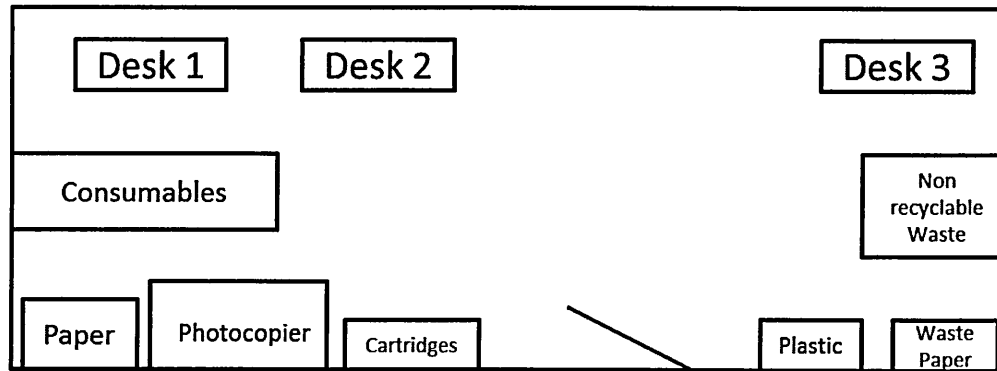 Desk 1
Desk 2
Desk 3
Consumables
Non
recyclable
Waste
Paper
Photocopier
Cartridges
Plastic
Waste
Paper